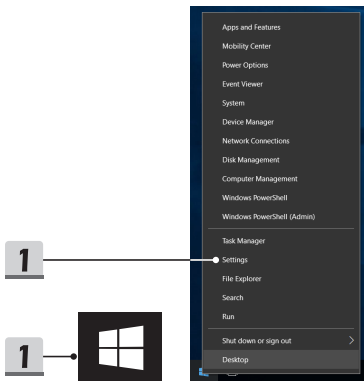 Apps and Features
Mobility Center
Power Options
Event Viewer
System
Device Manager
Network Connections
Disk Management
Computer Management
Windows PowerShell
Windows PowerShell (Admin)
Task Manager
1
Settings
File Explorer
Search
Run
Shut down or sign out
1
Desktop